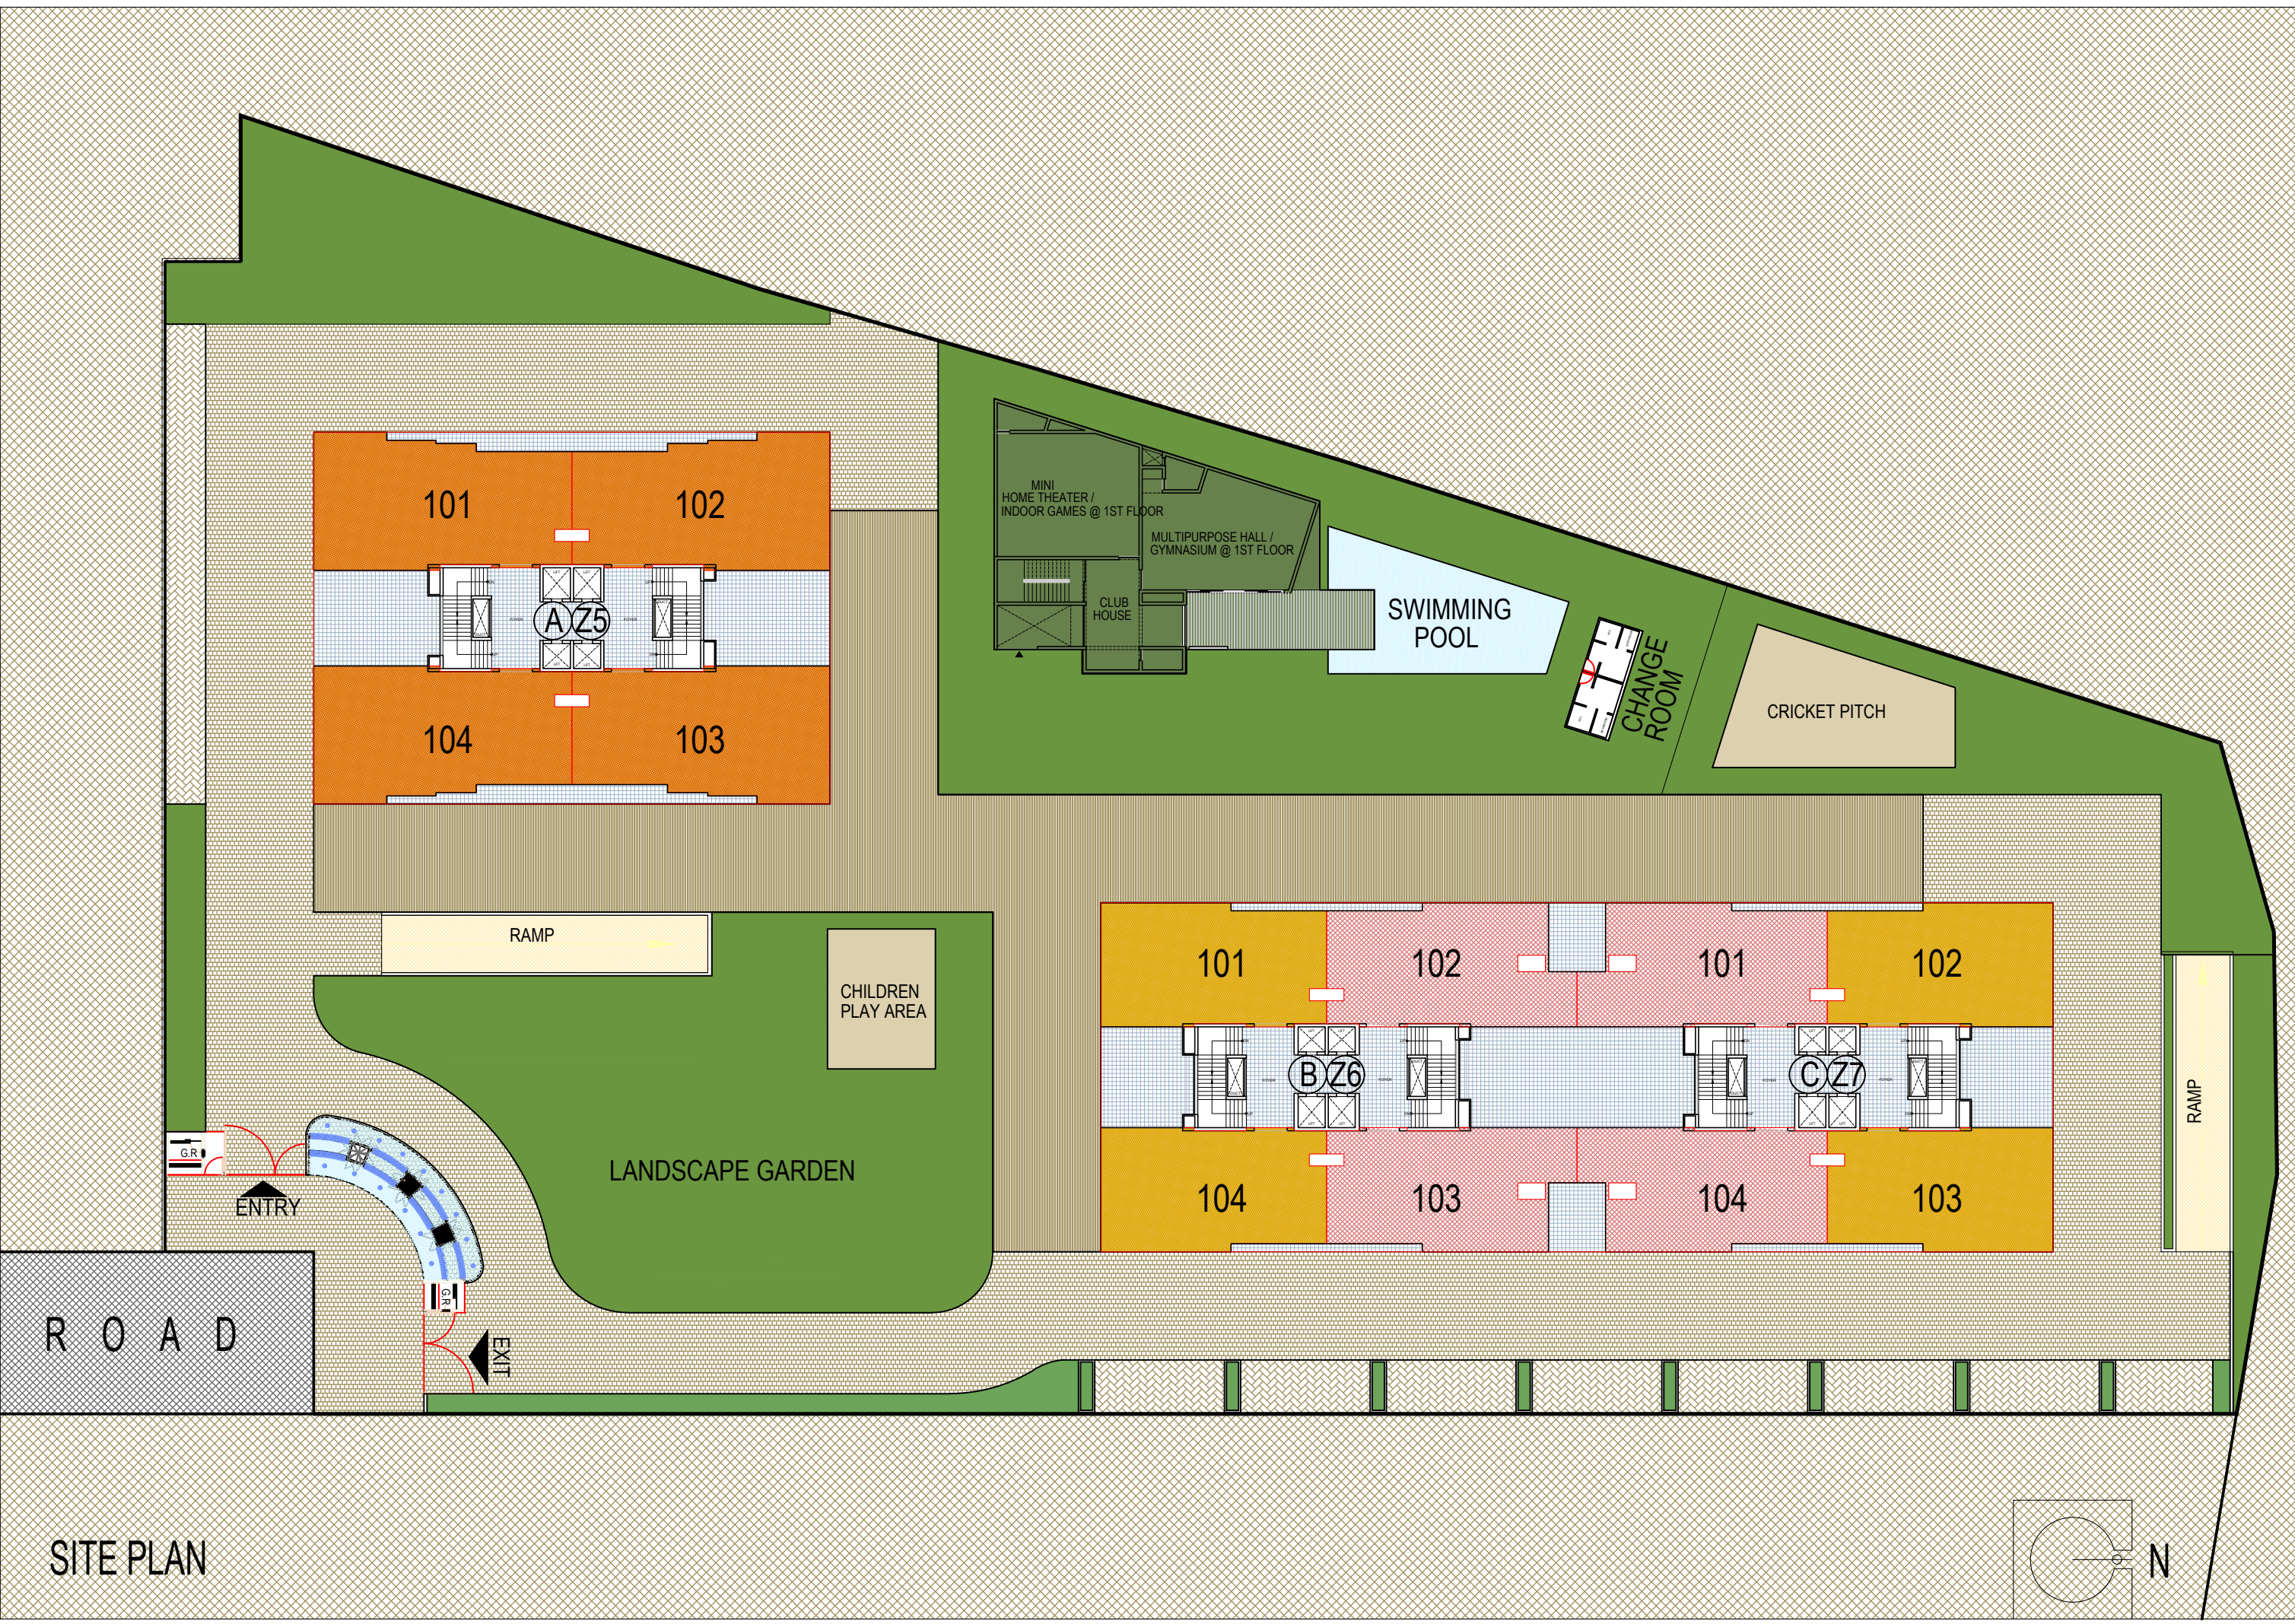 101
102
A Z5
104
103
MINI
HOME THEATER /
INDOOR GAMES @ 1ST FLOOR
MULTIPURPOSE HALL /
GYMNASIUM @ 1ST FLOOR
CLUB
HOUSE
SWIMMING
POOL
CHANGE
ROOM
CRICKET PITCH
RAMP
CHILDREN
PLAY AREA
LANDSCAPE GARDEN
101
102
101
102
B Z6
C Z7
104
103
104
103
RAMP
G.R
ENTRY
G.R
EXIT
R O A D
SITE PLAN
N